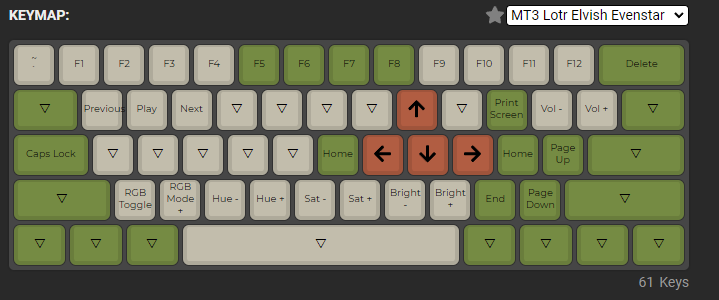 KEYMAP: MT3 Lotr Elvish Evenstar
~
` F1 F2 F3 F4 F5 F6 F7 F8 F9 F10 F11 F12 Delete
▽ Previous Play Next ▽ ▽ ▽ ▽ ↑ ▽ Print Screen Vol - Vol + ▽
Caps Lock ▽ ▽ ▽ ▽ ▽ Home ← ↓ → Home Page Up ▽
▽ RGB Toggle RGB Mode + Hue - Hue + Sat - Sat + Bright - Bright + End Page Down ▽
▽ ▽ ▽ ▽ ▽ ▽ ▽ ▽
61 Keys